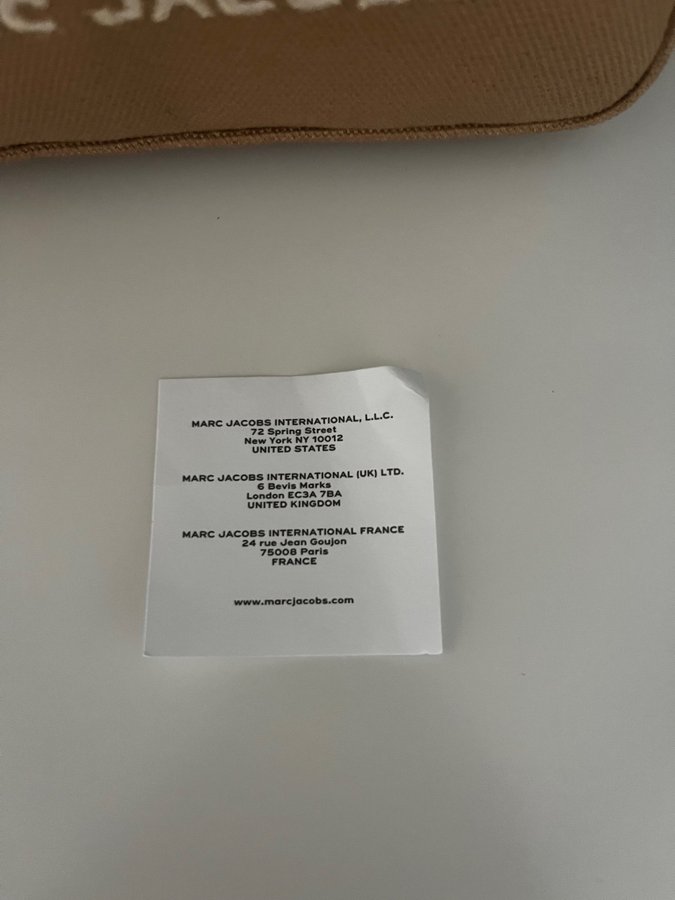 C JACOBS
MARC JACOBS INTERNATIONAL, L.L.C.
72 Spring Street
New York NY 10012
UNITED STATES
MARC JACOBS INTERNATIONAL (UK) LTD.
6 Bevis Marks
London EC3A 7BA
UNITED KINGDOM
MARC JACOBS INTERNATIONAL FRANCE
24 rue Jean Goujon
75008 Paris
FRANCE
www.marcjacobs.com